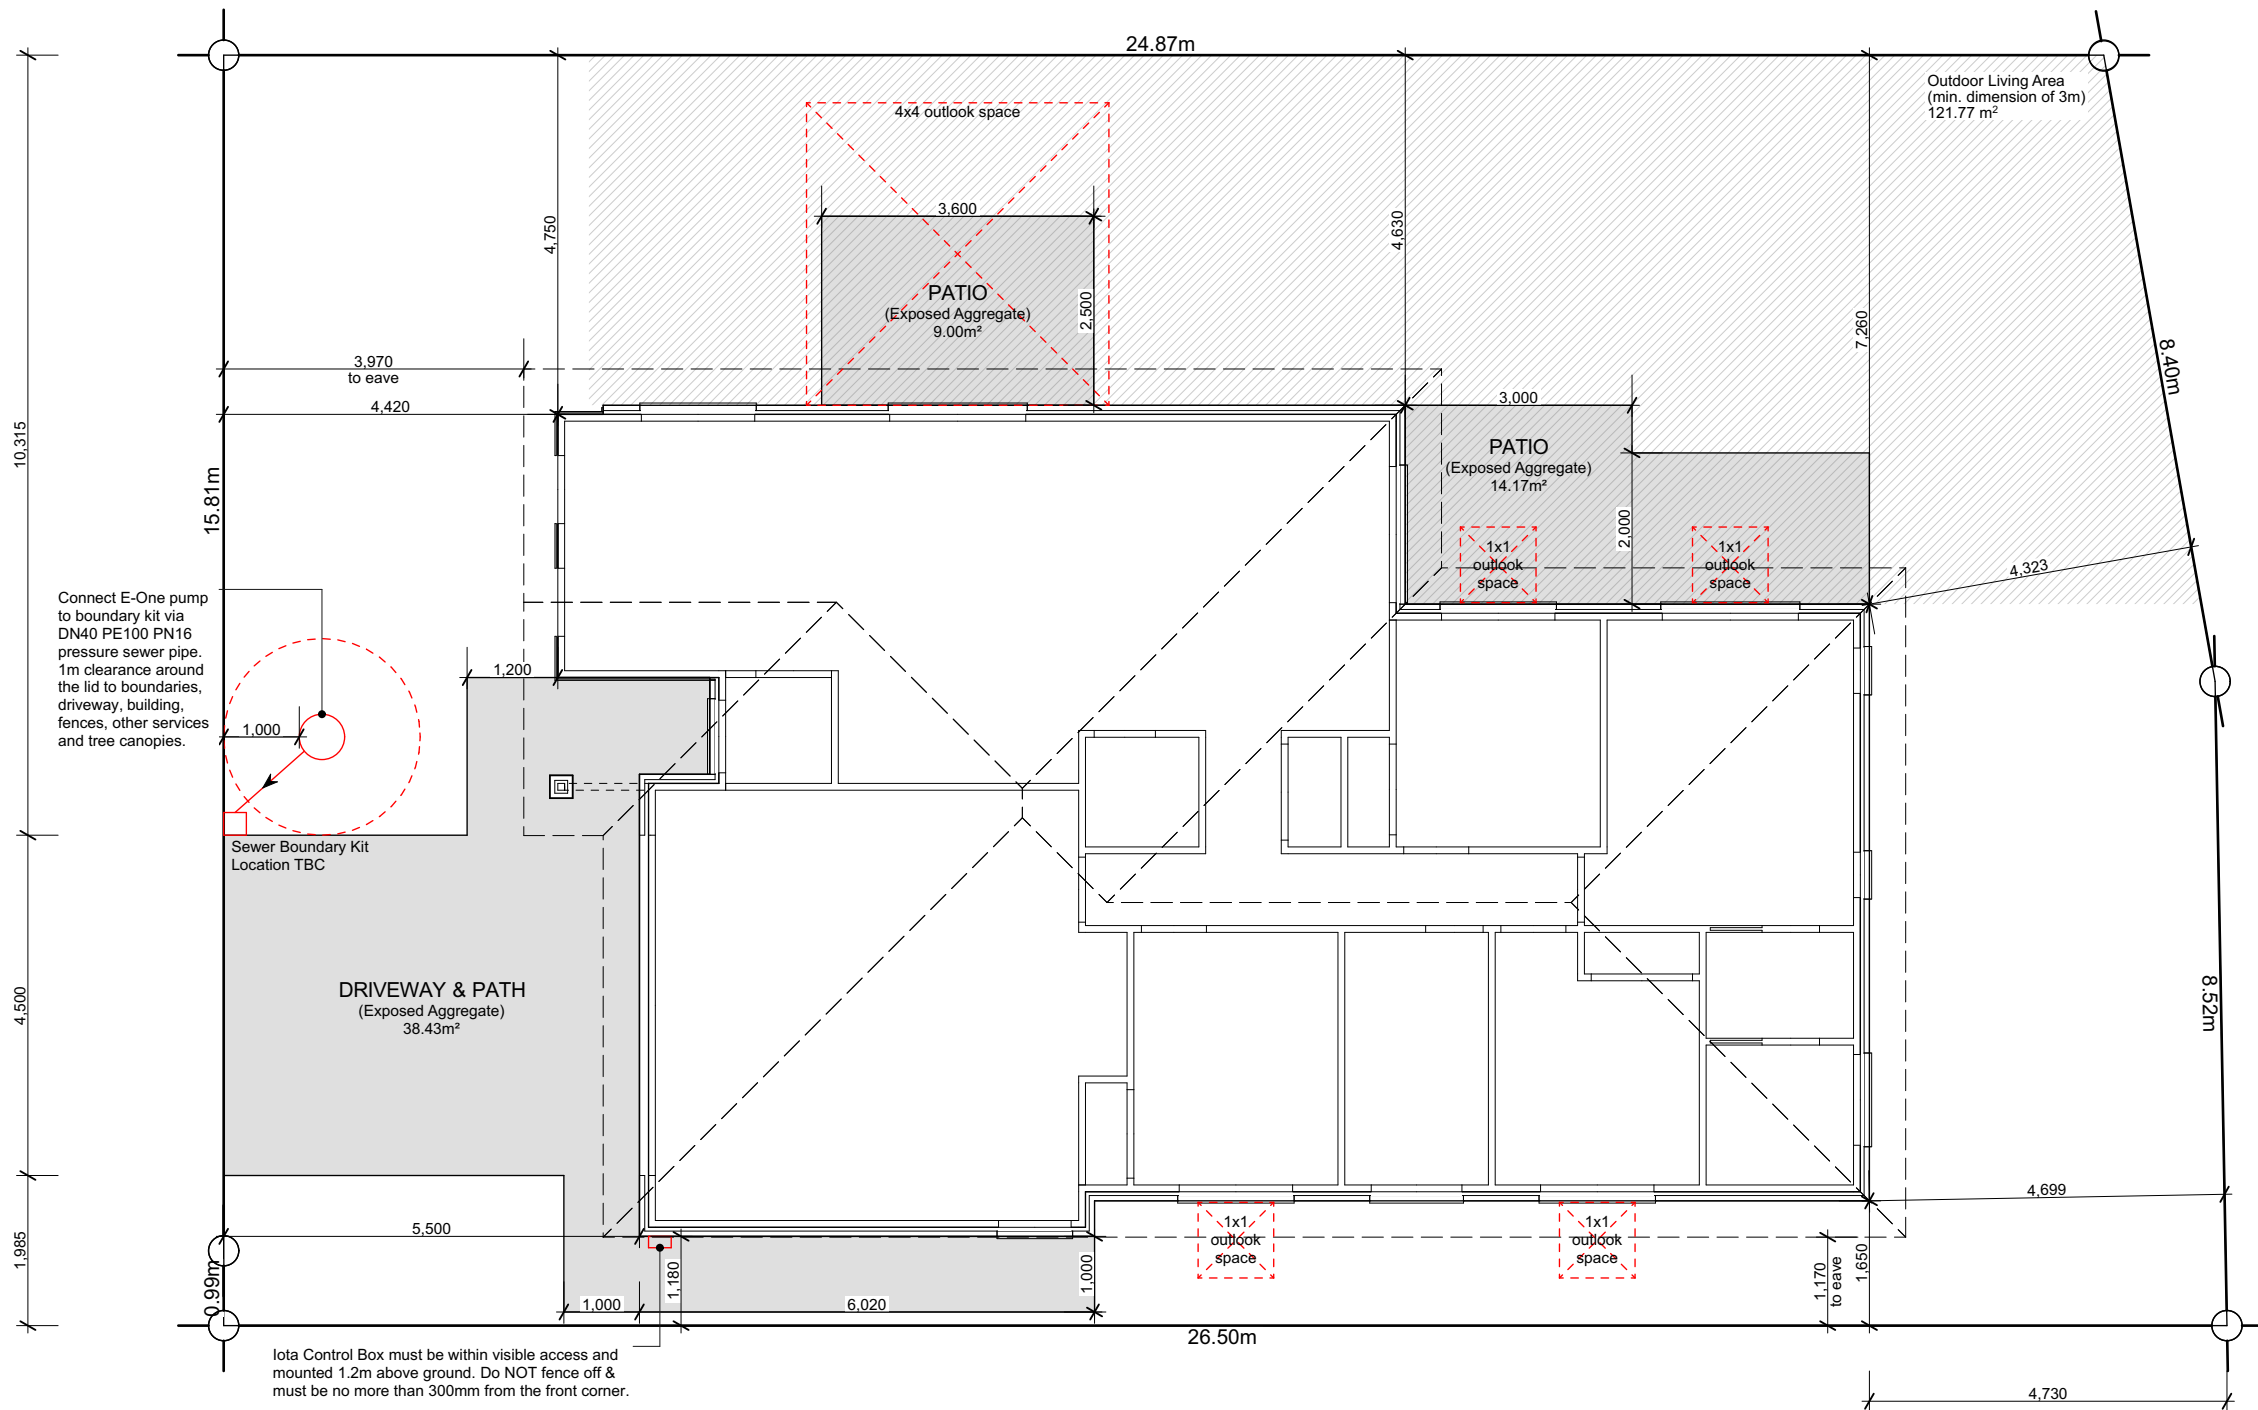 24.87m
Outdoor Living Area
(min. dimension of 3m)
121.77 m²
4x4 outlook space
3,600
4,750
4,630
PATIO
(Exposed Aggregate)
9.00m²
2,500
7,260
3,970
to eave
8.40m
4,420
3,000
10,315
PATIO
(Exposed Aggregate)
14.17m²
15.81m
2,000
1x1
outlook
space
1x1
outlook
space
4,323
Connect E-One pump
to boundary kit via
DN40 PE100 PN16
pressure sewer pipe.
1m clearance around
the lid to boundaries,
driveway, building,
fences, other services
and tree canopies.
1,200
1,000
Sewer Boundary Kit
Location TBC
DRIVEWAY & PATH
(Exposed Aggregate)
38.43m²
4,500
8.52m
4,699
5,500
1x1
outlook
space
1x1
outlook
space
1,985
0.99m
1,180
1,000
1,170
to eave
1,650
1,000
6,020
26.50m
Iota Control Box must be within visible access and
mounted 1.2m above ground. Do NOT fence off &
must be no more than 300mm from the front corner.
4,730